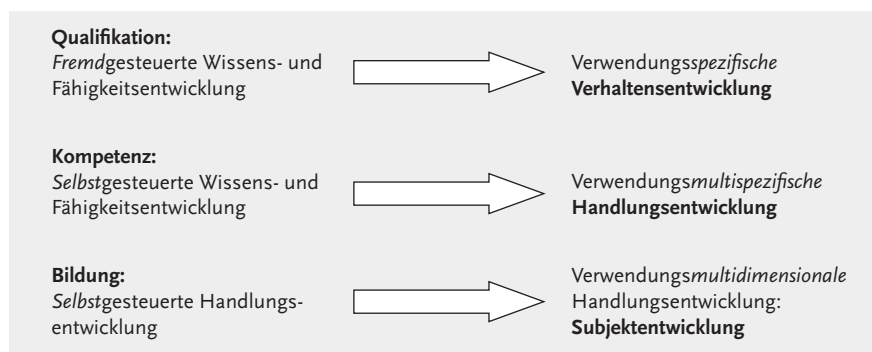 Qualifikation:
Fremdgesteuerte Wissens- und
Fähigkeitsentwicklung
Verwendungsspezifische
Verhaltensentwicklung
Kompetenz:
Selbstgesteuerte Wissens- und
Fähigkeitsentwicklung
Verwendungsmultispezifische
Handlungsentwicklung
Bildung:
Selbstgesteuerte Handlungs-
entwicklung
Verwendungsmultidimensionale
Handlungsentwicklung:
Subjektentwicklung